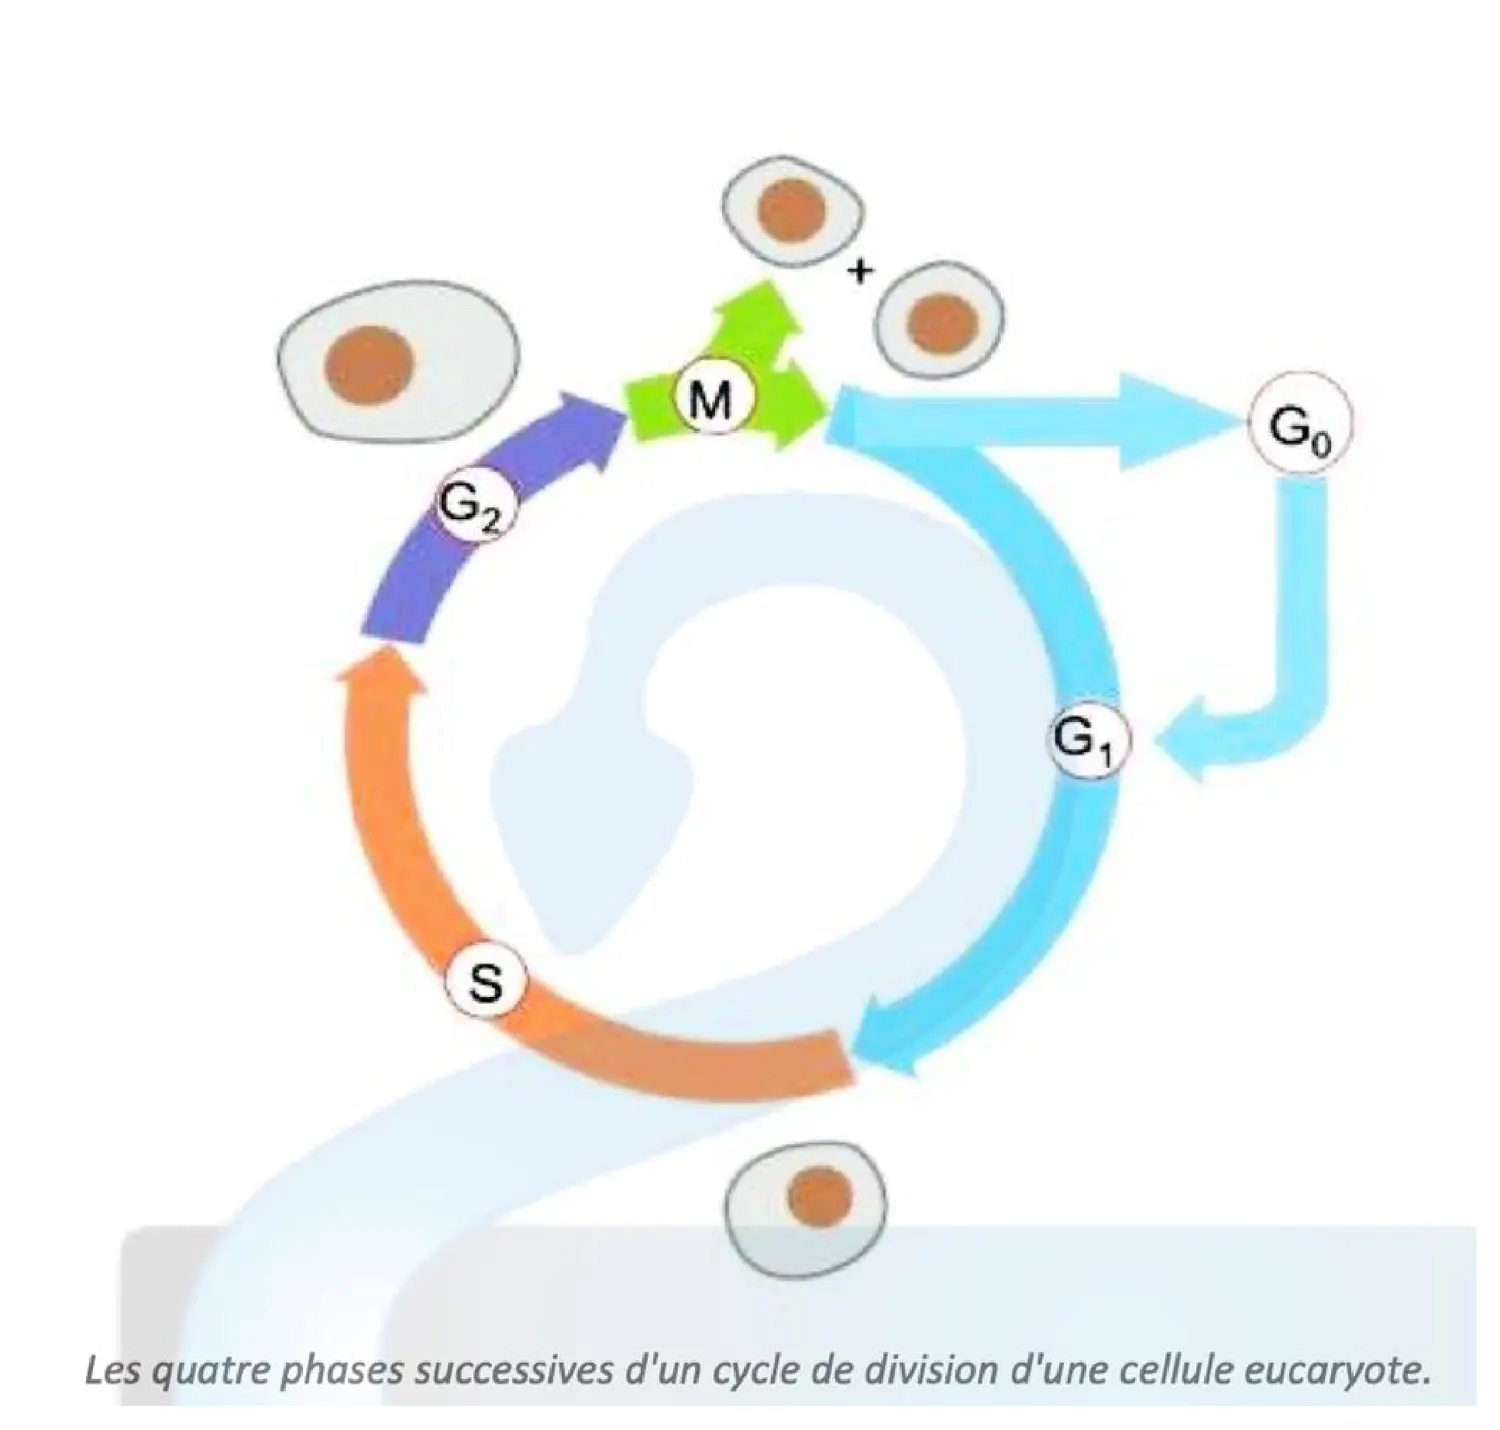 +
M
G₀
G₂
G₁
S
Les quatre phases successives d'un cycle de division d'une cellule eucaryote.